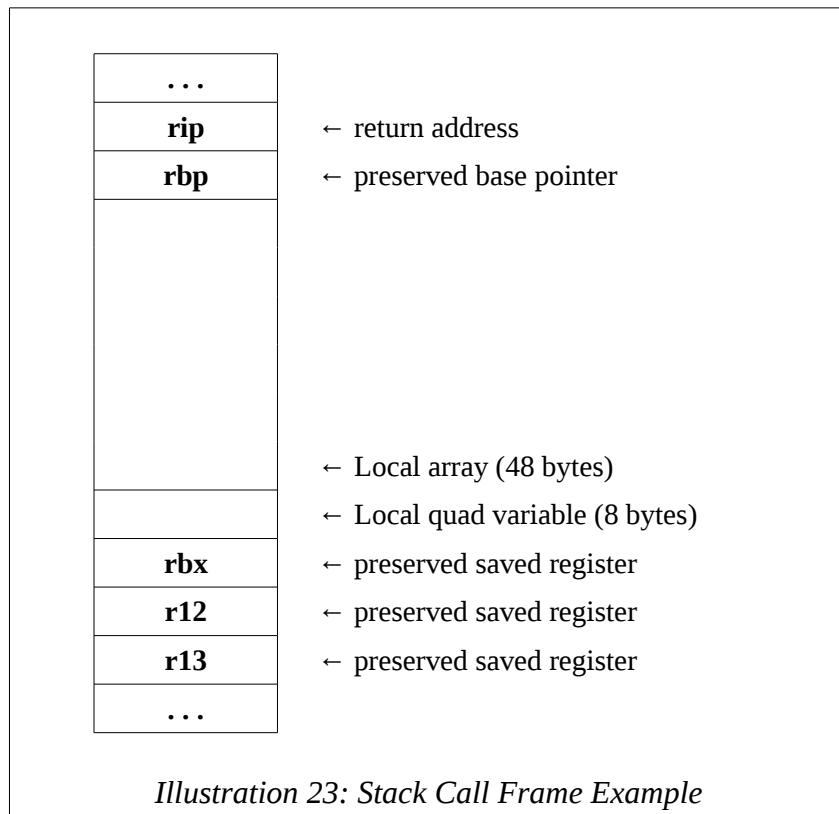 . . .
rip ← return address
rbp ← preserved base pointer
← Local array (48 bytes)
← Local quad variable (8 bytes)
rbx ← preserved saved register
r12 ← preserved saved register
r13 ← preserved saved register
. . .
Illustration 23: Stack Call Frame Example